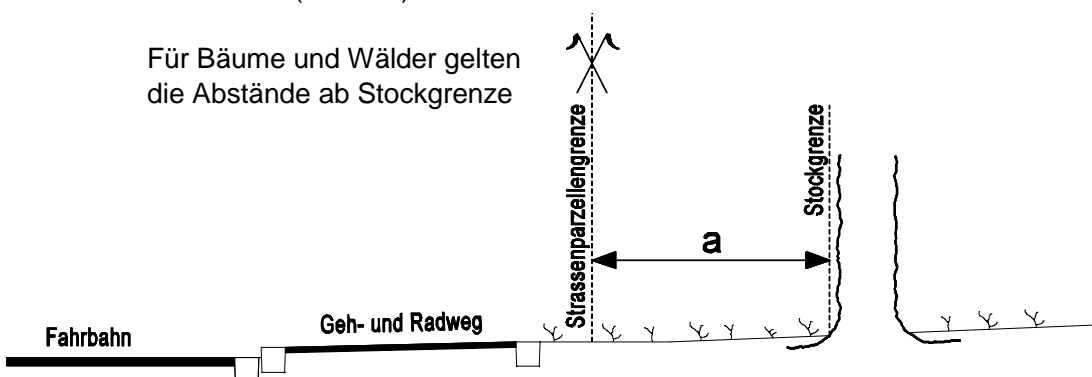 Für Bäume und Wälder gelten
die Abstände ab Stockgrenze
Strassenparzellengrenze
Stockgrenze
a
Geh- und Radweg
Fahrbahn